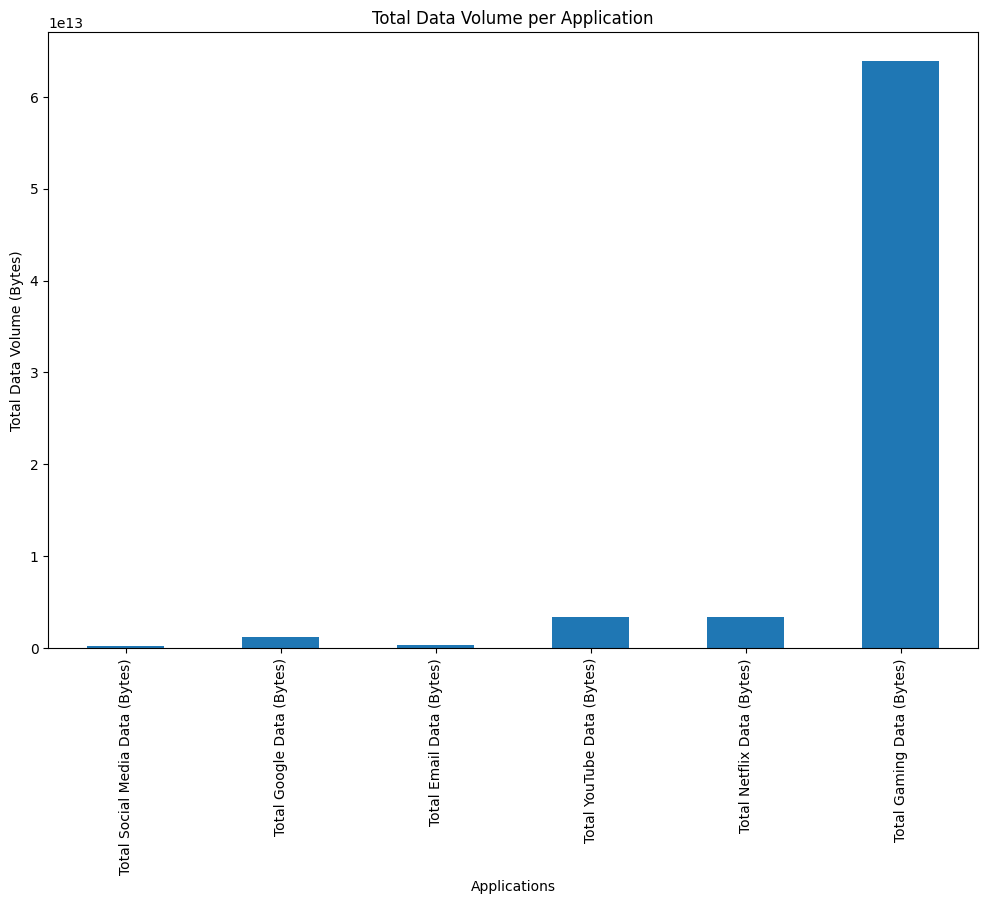 Total Data Volume per Application
1e13
6
5
4
3
2
1
0
Total Data Volume (Bytes)
Total Social Media Data (Bytes)
Total Google Data (Bytes)
Total Email Data (Bytes)
Total YouTube Data (Bytes)
Total Netflix Data (Bytes)
Total Gaming Data (Bytes)
Applications